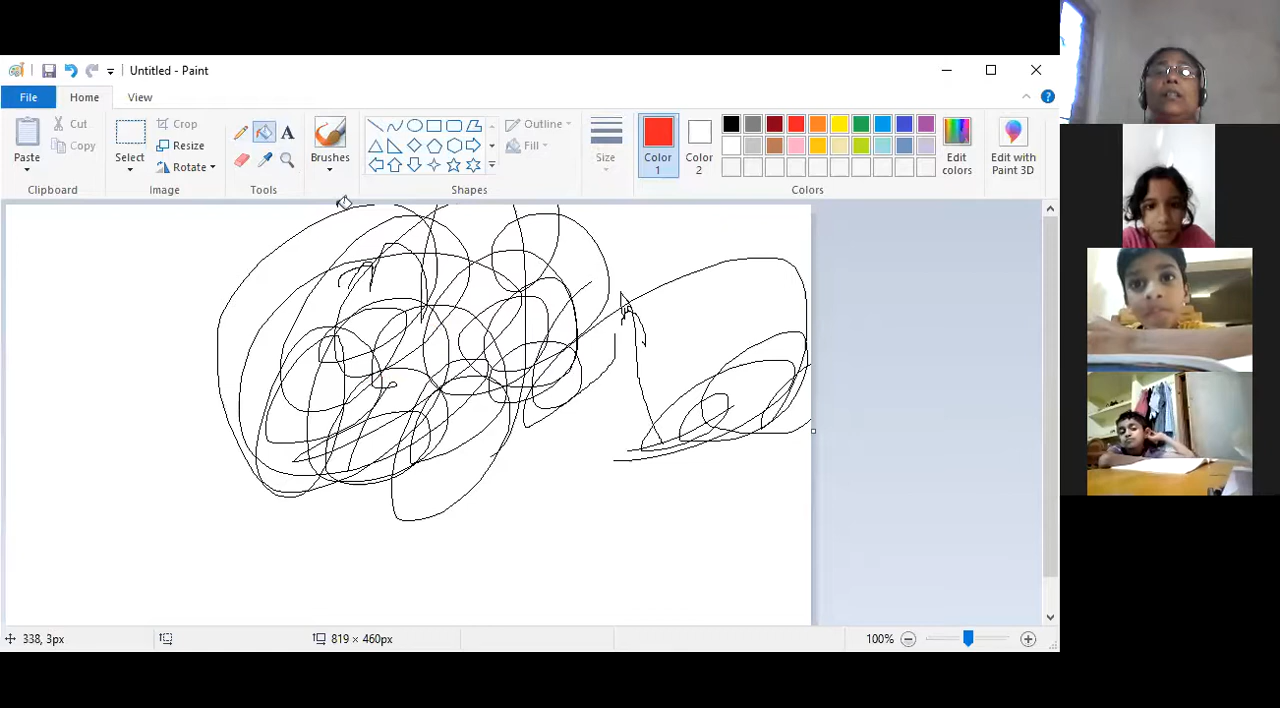 Untitled - Paint
File Home View
Paste
Cut
Copy
Clipboard
Select
Crop
Resize
Rotate
Image
A
Tools
Brushes
Outline
Fill
Shapes
Size
Color 1
Color 2
Edit colors
Colors
Edit with Paint 3D
338, 3px
819 × 460px
100%